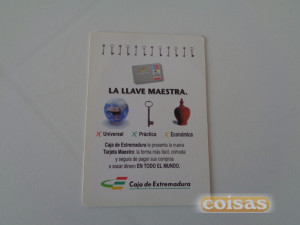 LA LLAVE MAESTRA.
Universal Práctica Económica
Caja de Extremadura le presenta la nueva
Tarjeta Maestro: la forma más fácil, cómoda
y segura de pagar sus compras
o sacar dinero EN TODO EL MUNDO.
Caja de Extremadura
coisas